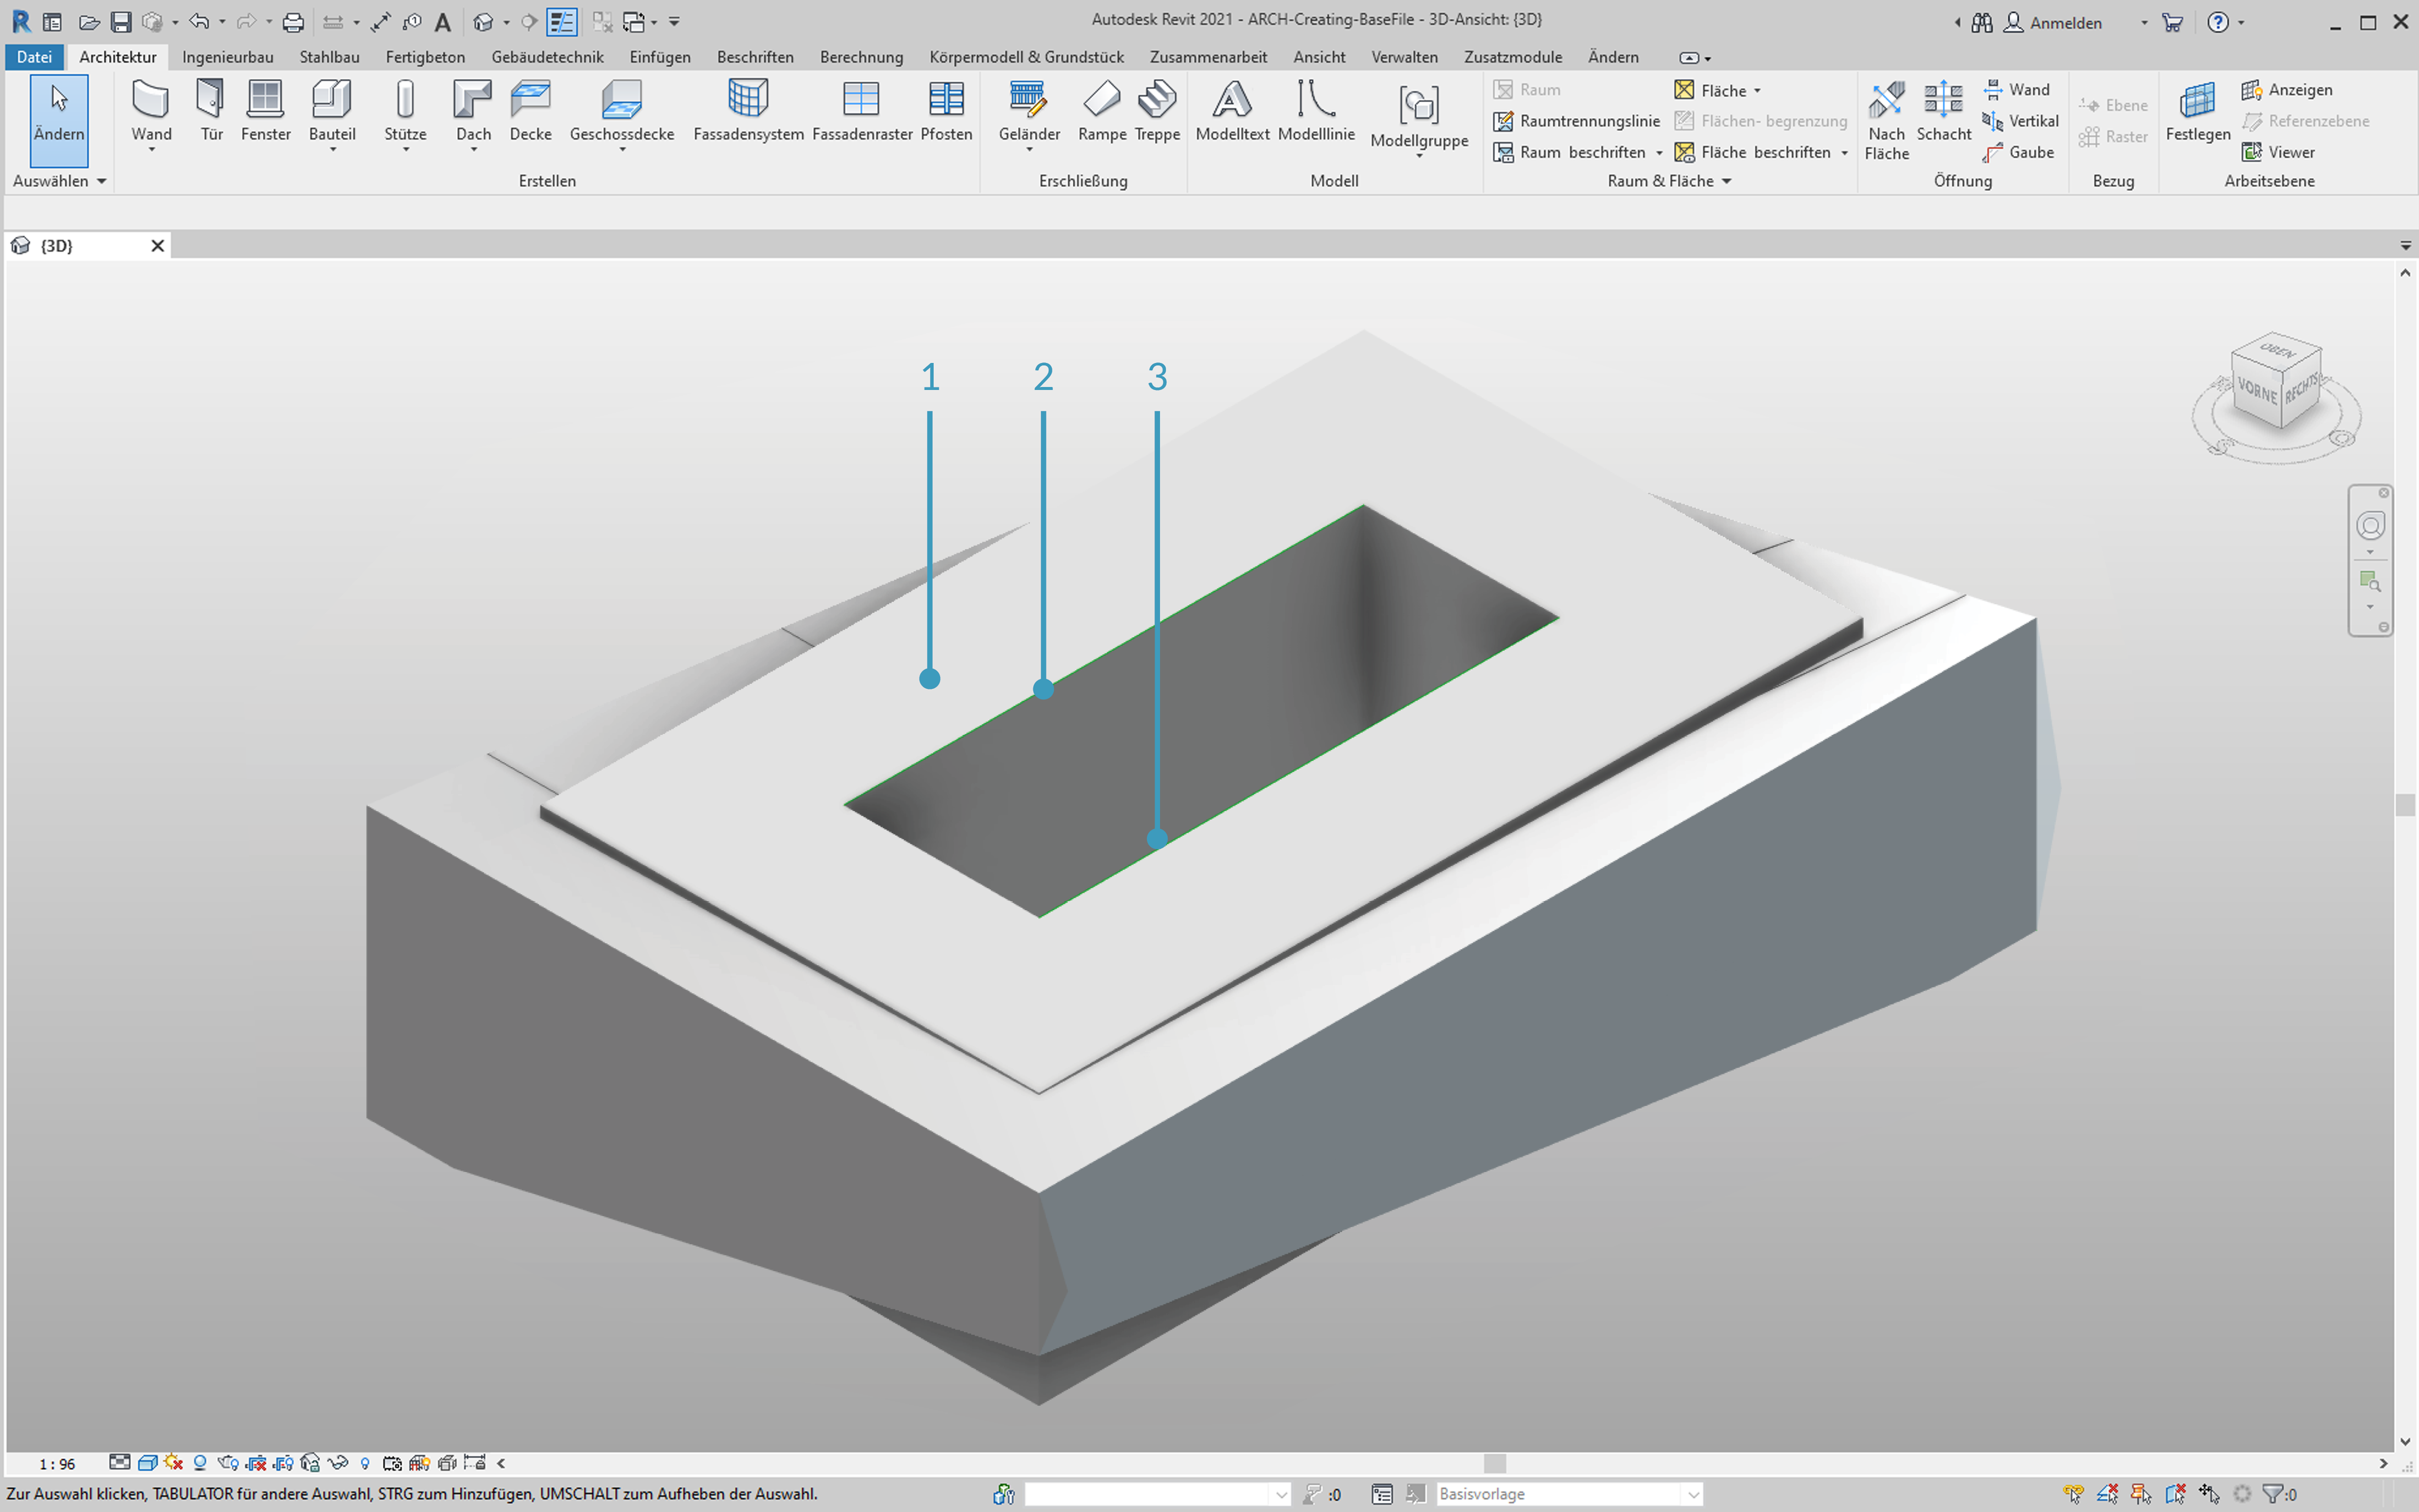 Autodesk Revit 2021 - ARCH-Creating-BaseFile - 3D-Ansicht: {3D}
Anmelden
Datei Architektur Ingenieurbau Stahlbau Fertigbeton Gebäudetechnik Einfügen Beschriften Berechnung Körpermodell & Grundstück Zusammenarbeit Ansicht Verwalten Zusatzmodule Ändern
Ändern
Wand
Tür
Fenster
Bauteil
Stütze
Dach
Decke
Geschossdecke
Fassadensystem
Fassadenraster
Pfosten
Geländer
Rampe
Treppe
Modelltext
Modelllinie
Modellgruppe
Raum
Raumtrennungslinie
Raum beschriften
Fläche
Flächen- begrenzung
Fläche beschriften
Nach
Fläche
Schacht
Wand
Vertikal
Gaube
Ebene
Raster
Festlegen
Anzeigen
Referenzebene
Viewer
Auswählen
Erstellen
Erschließung
Modell
Raum & Fläche
Öffnung
Bezug
Arbeitsebene
{3D}
1 2 3
OBEN
VORNE
RECHTS
1 : 96
Zur Auswahl klicken, TABULATOR für andere Auswahl, STRG zum Hinzufügen, UMSCHALT zum Aufheben der Auswahl.
:0
Basisvorlage
:0